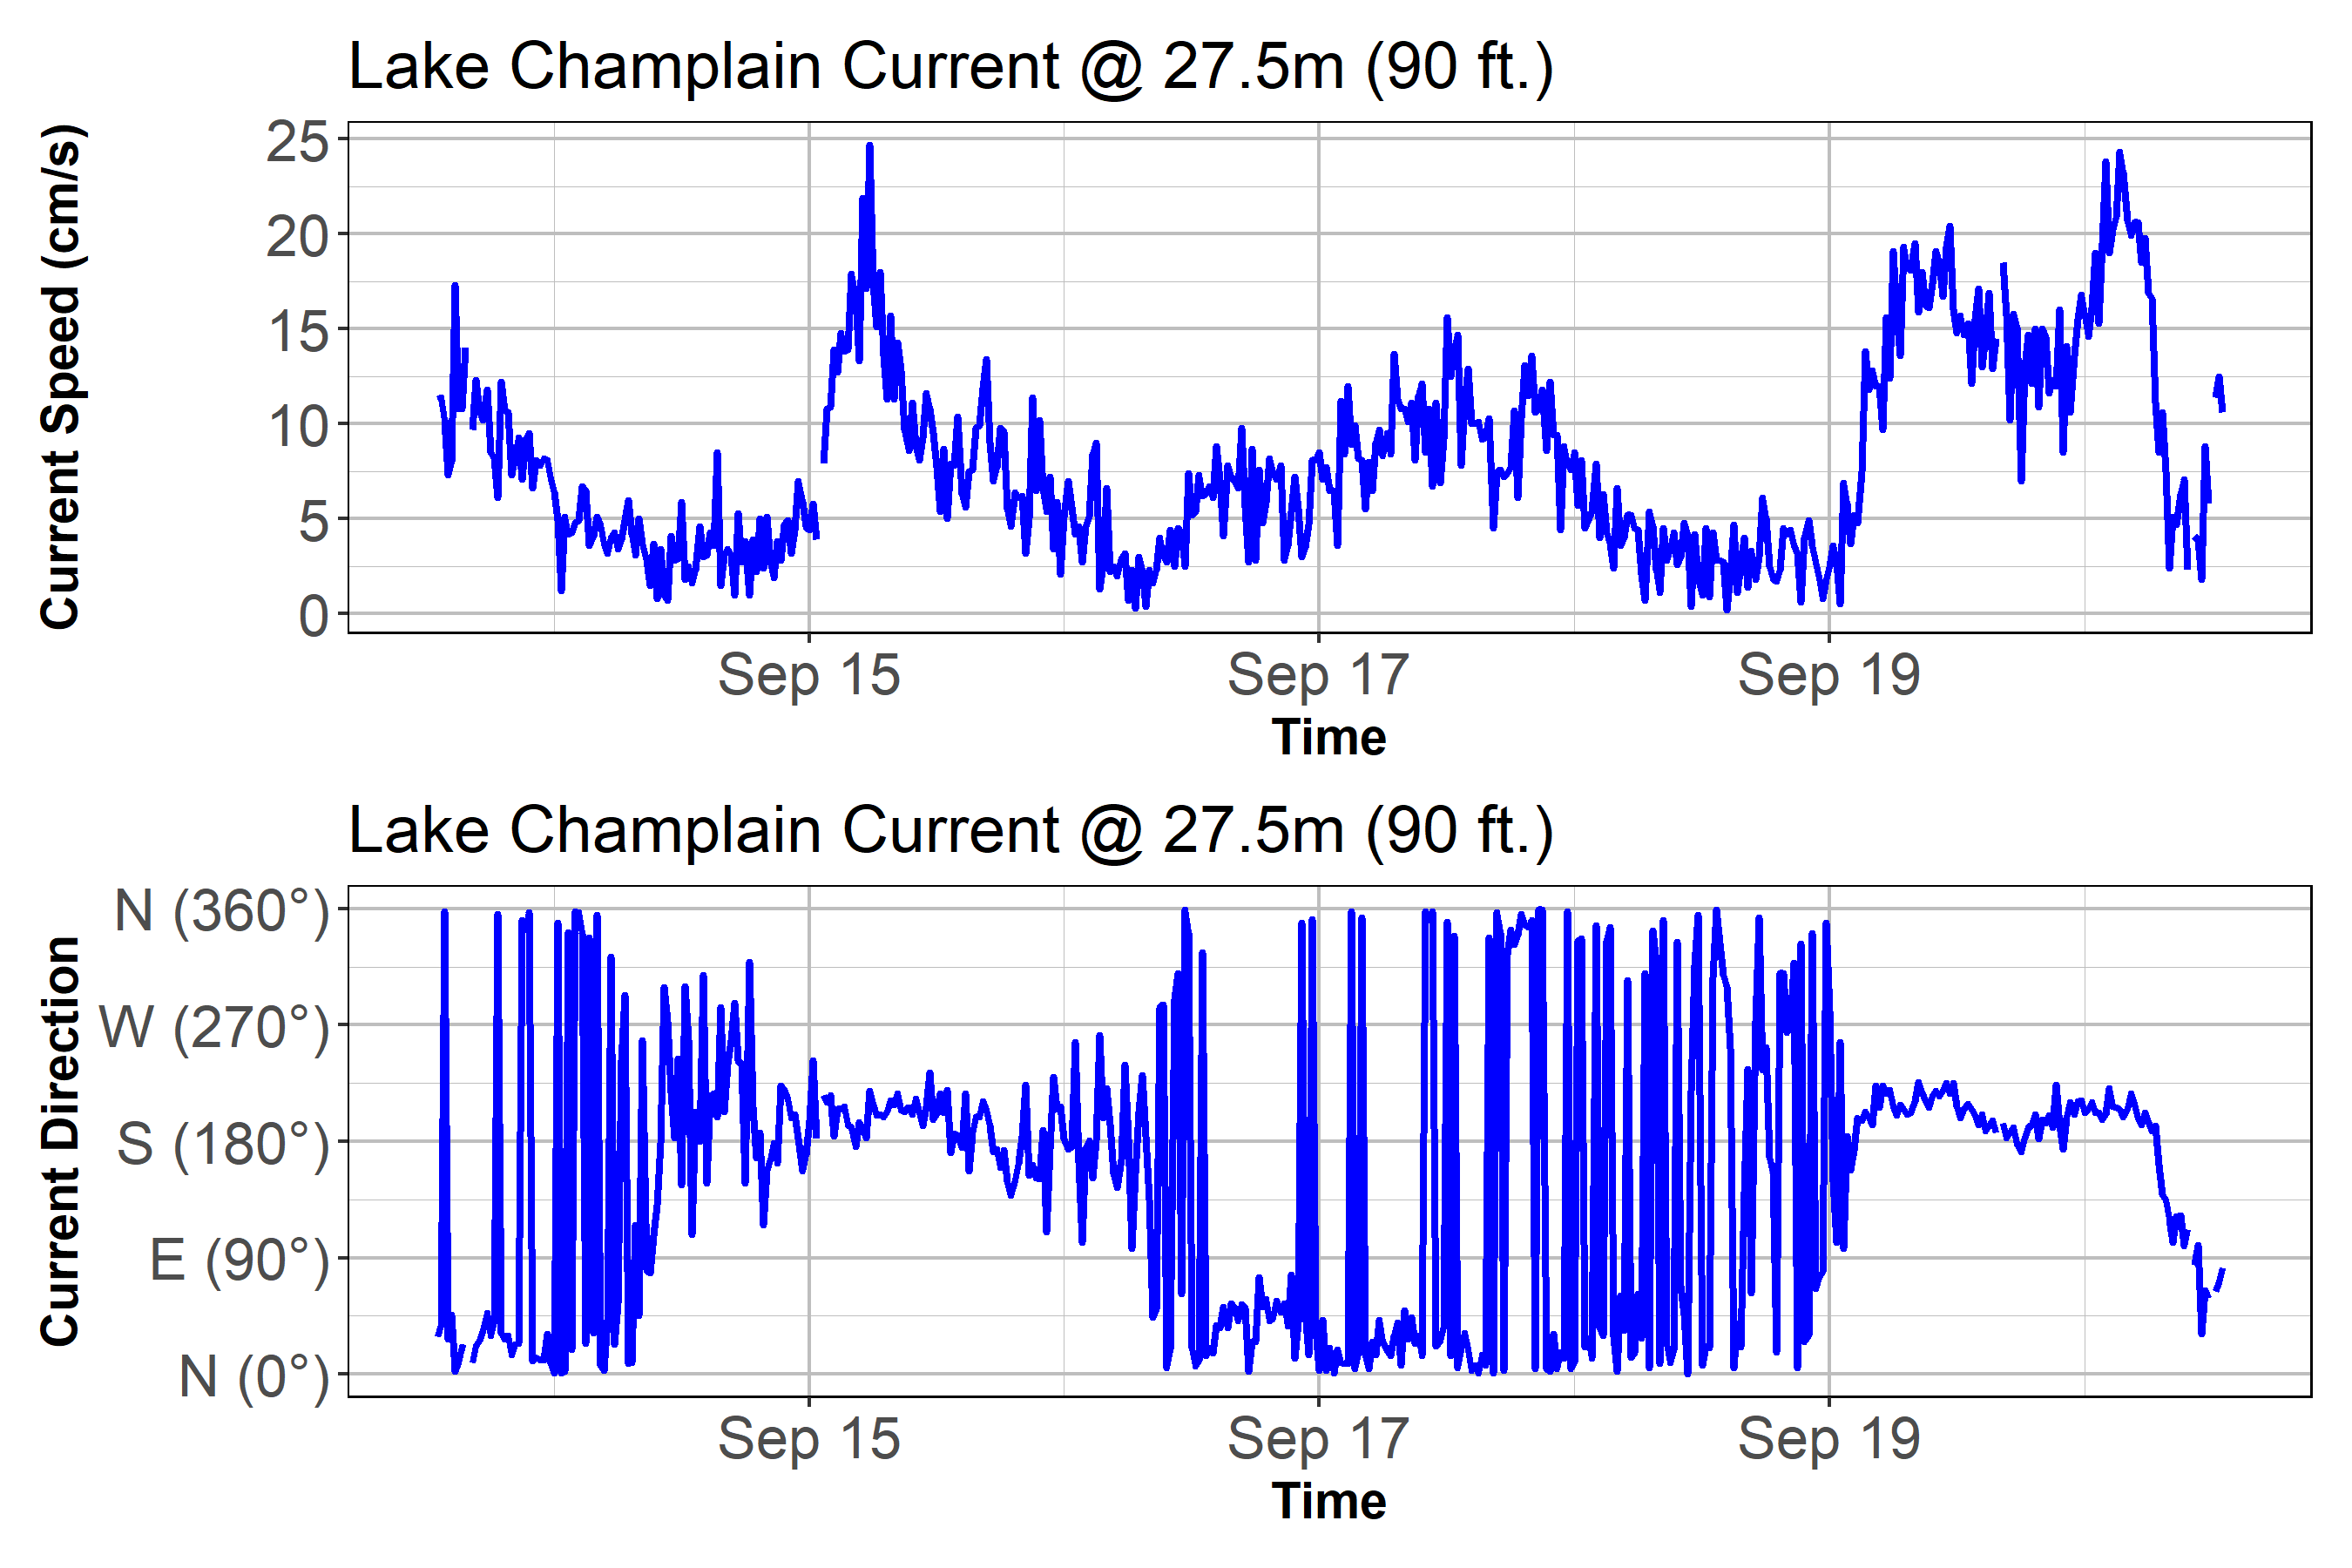 Lake Champlain Current @ 27.5m (90 ft.)
Current Speed (cm/s)
25
20
15
10
5
0
Sep 15 Sep 17 Sep 19
Time
Lake Champlain Current @ 27.5m (90 ft.)
Current Direction
N (360°)
W (270°)
S (180°)
E (90°)
N (0°)
Sep 15 Sep 17 Sep 19
Time